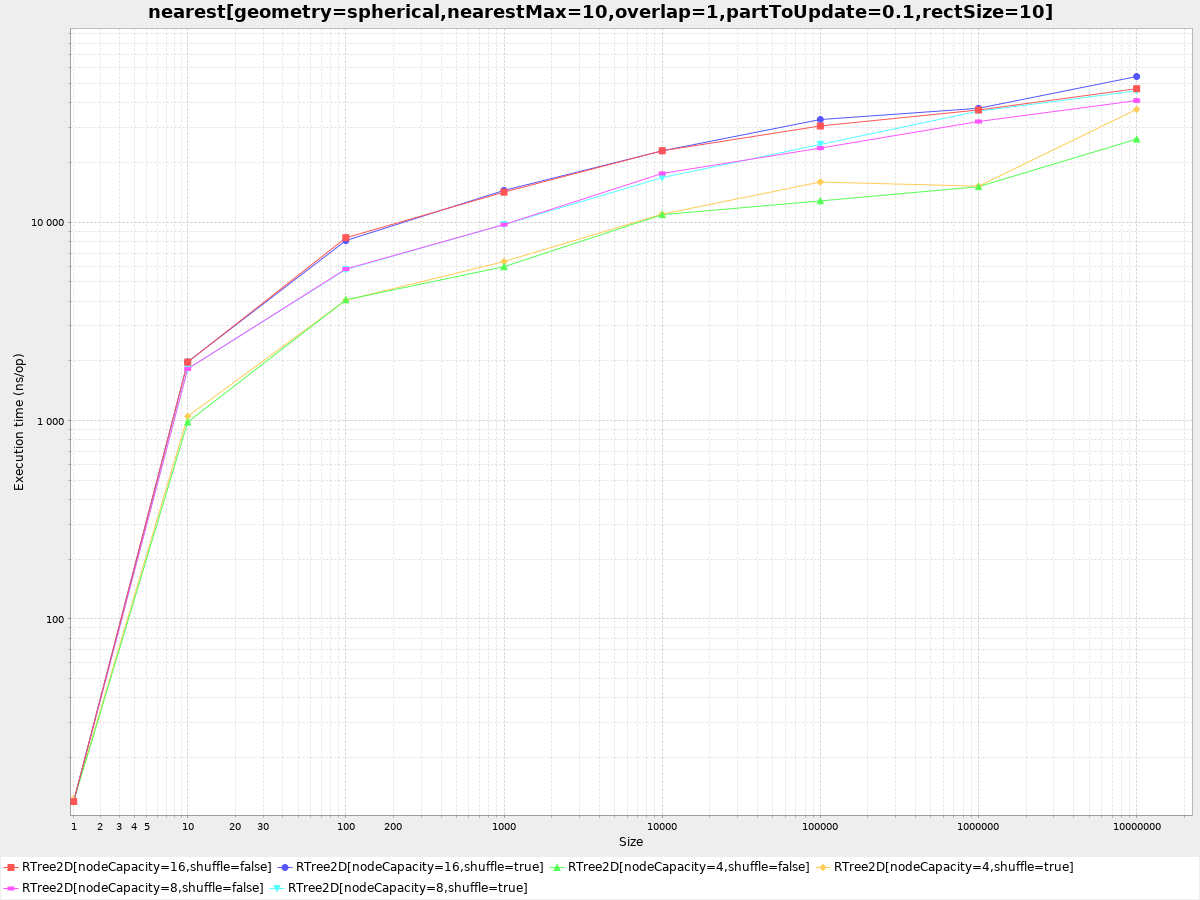 nearest[geometry=spherical,nearestMax=10,overlap=1,partToUpdate=0.1,rectSize=10]
Execution time (ns/op)
10 000
1 000
100
1 2 3 4 5 10 20 30 100 200 1000 10000 100000 1000000 10000000
Size
RTree2D[nodeCapacity=16,shuffle=false] RTree2D[nodeCapacity=16,shuffle=true] RTree2D[nodeCapacity=4,shuffle=false] RTree2D[nodeCapacity=4,shuffle=true]
RTree2D[nodeCapacity=8,shuffle=false] RTree2D[nodeCapacity=8,shuffle=true]